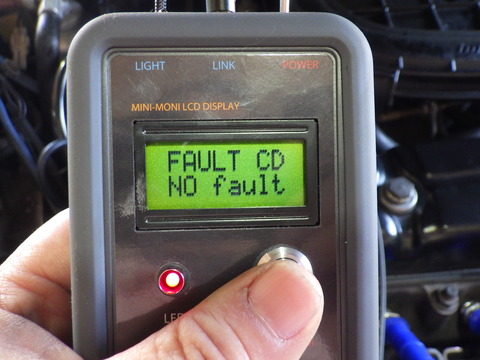 LIGHT LINK POWER
MINI-MONI LCD DISPLAY
FAULT CD
NO fault